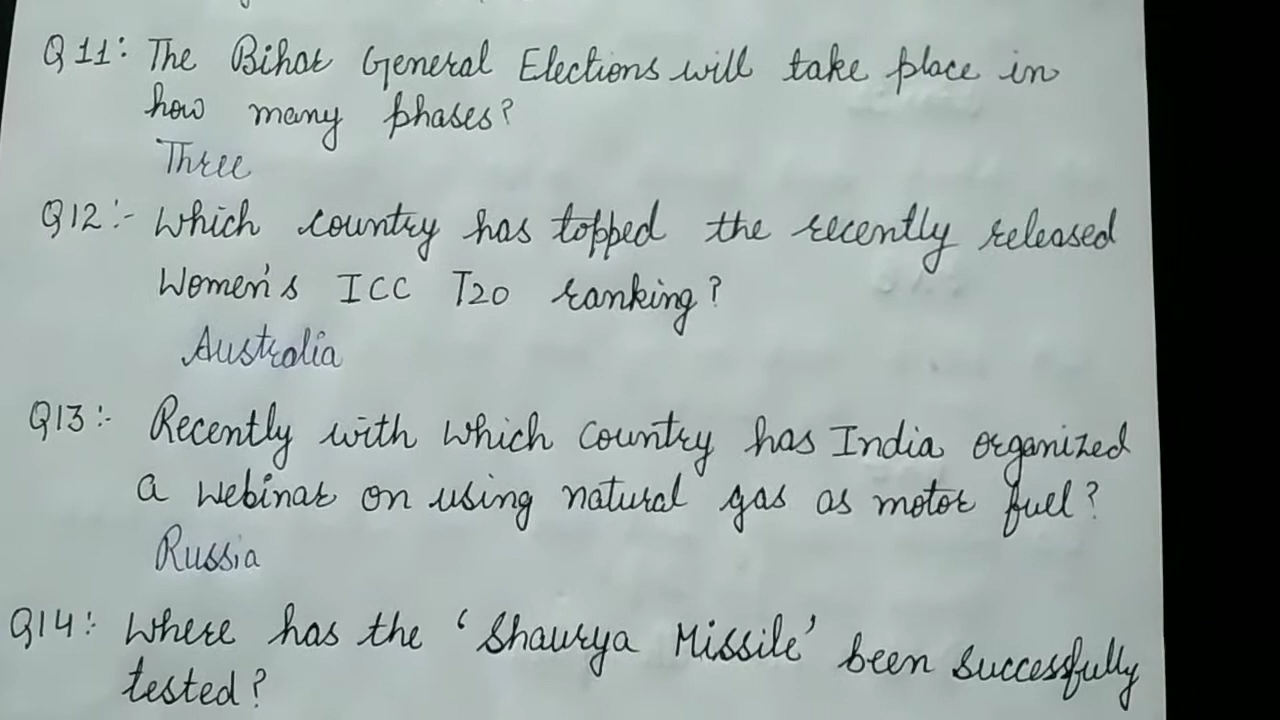 Q11: The Bihar General Elections will take place in
how many phases?
Three
Q12:- Which country has topped the recently released
Women's ICC T20 ranking?
Australia
Q13:- Recently with which country has India organized
a webinar on using natural gas as motor fuel?
Russia
Q14: Where has the 'Shaurya Missile' been successfully
tested?